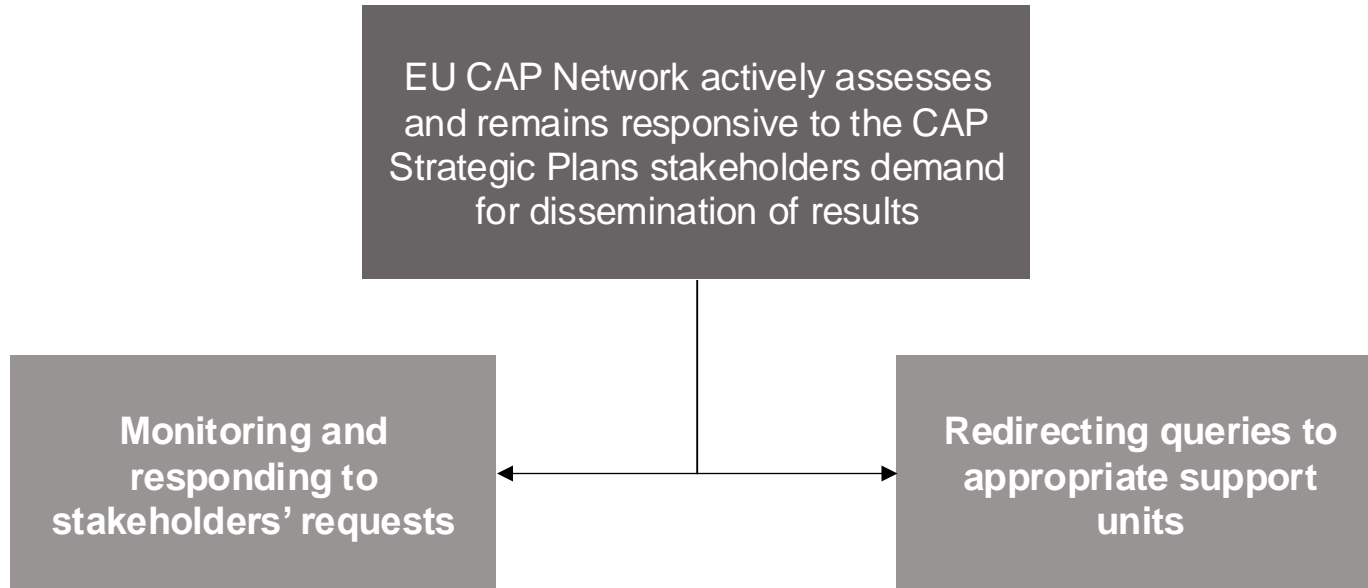 EU CAP Network actively assesses
and remains responsive to the CAP
Strategic Plans stakeholders demand
for dissemination of results
Monitoring and
responding to
stakeholders’ requests
Redirecting queries to
appropriate support
units